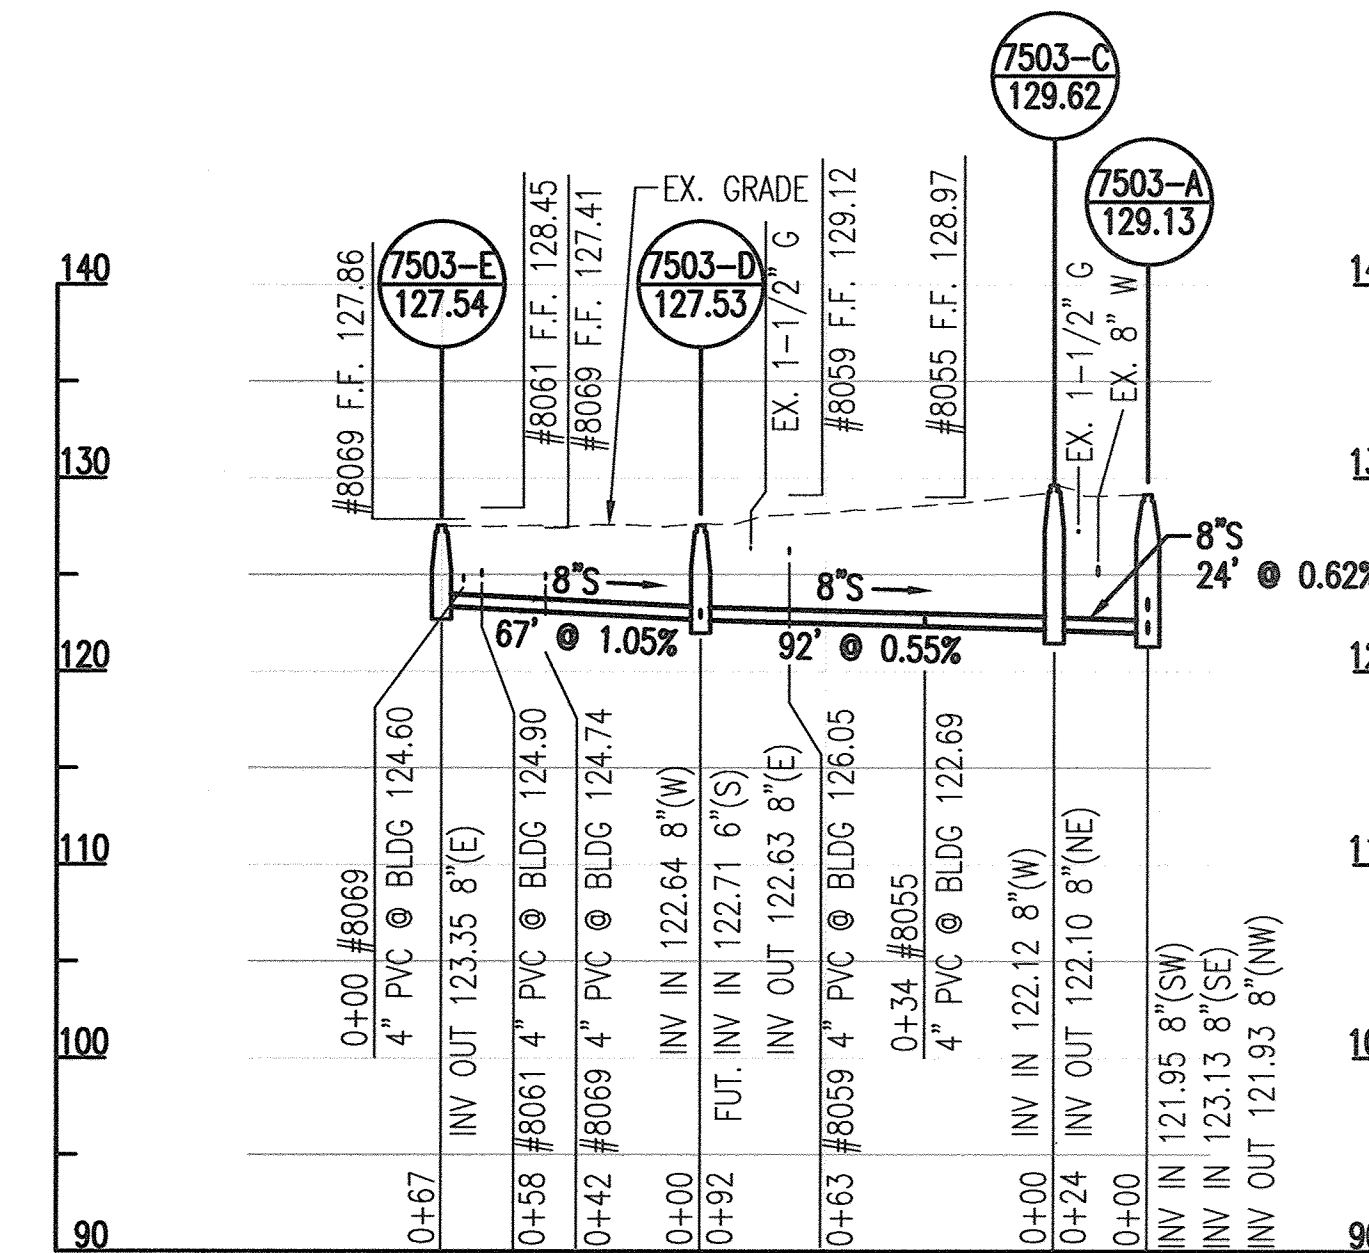 7503-C
129.62
7503-A
129.13
7503-E
127.54
7503-D
127.53
EX. GRADE
#8069 F.F. 127.86
#8061 F.F. 128.45
#8069 F.F. 127.41
EX. 1-1/2" G
#8059 F.F. 129.12
#8055 F.F. 128.97
EX. 1-1/2" G
EX. 8" W
140
130
120
110
100
90
8"S
67' @ 1.05%
8"S
92' @ 0.55%
8"S
24' @ 0.62%
0+00 #8069
4" PVC @ BLDG 124.60
0+67
INV OUT 123.35 8"(E)
0+58 #8061 4" PVC @ BLDG 124.90
0+42 #8069 4" PVC @ BLDG 124.74
0+00
INV IN 122.64 8"(W)
0+92
FUT. INV IN 122.71 6"(S)
INV OUT 122.63 8"(E)
0+63 #8059 4" PVC @ BLDG 126.05
0+34 #8055
4" PVC @ BLDG 122.69
0+00
INV IN 122.12 8"(W)
0+24
INV OUT 122.10 8"(NE)
0+00
INV IN 121.95 8"(SW)
INV IN 123.13 8"(SE)
INV OUT 121.93 8"(NW)